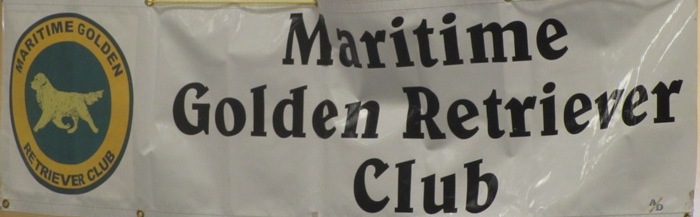 MARITIME GOLDEN
RETRIEVER CLUB
Maritime
Golden Retriever
Club